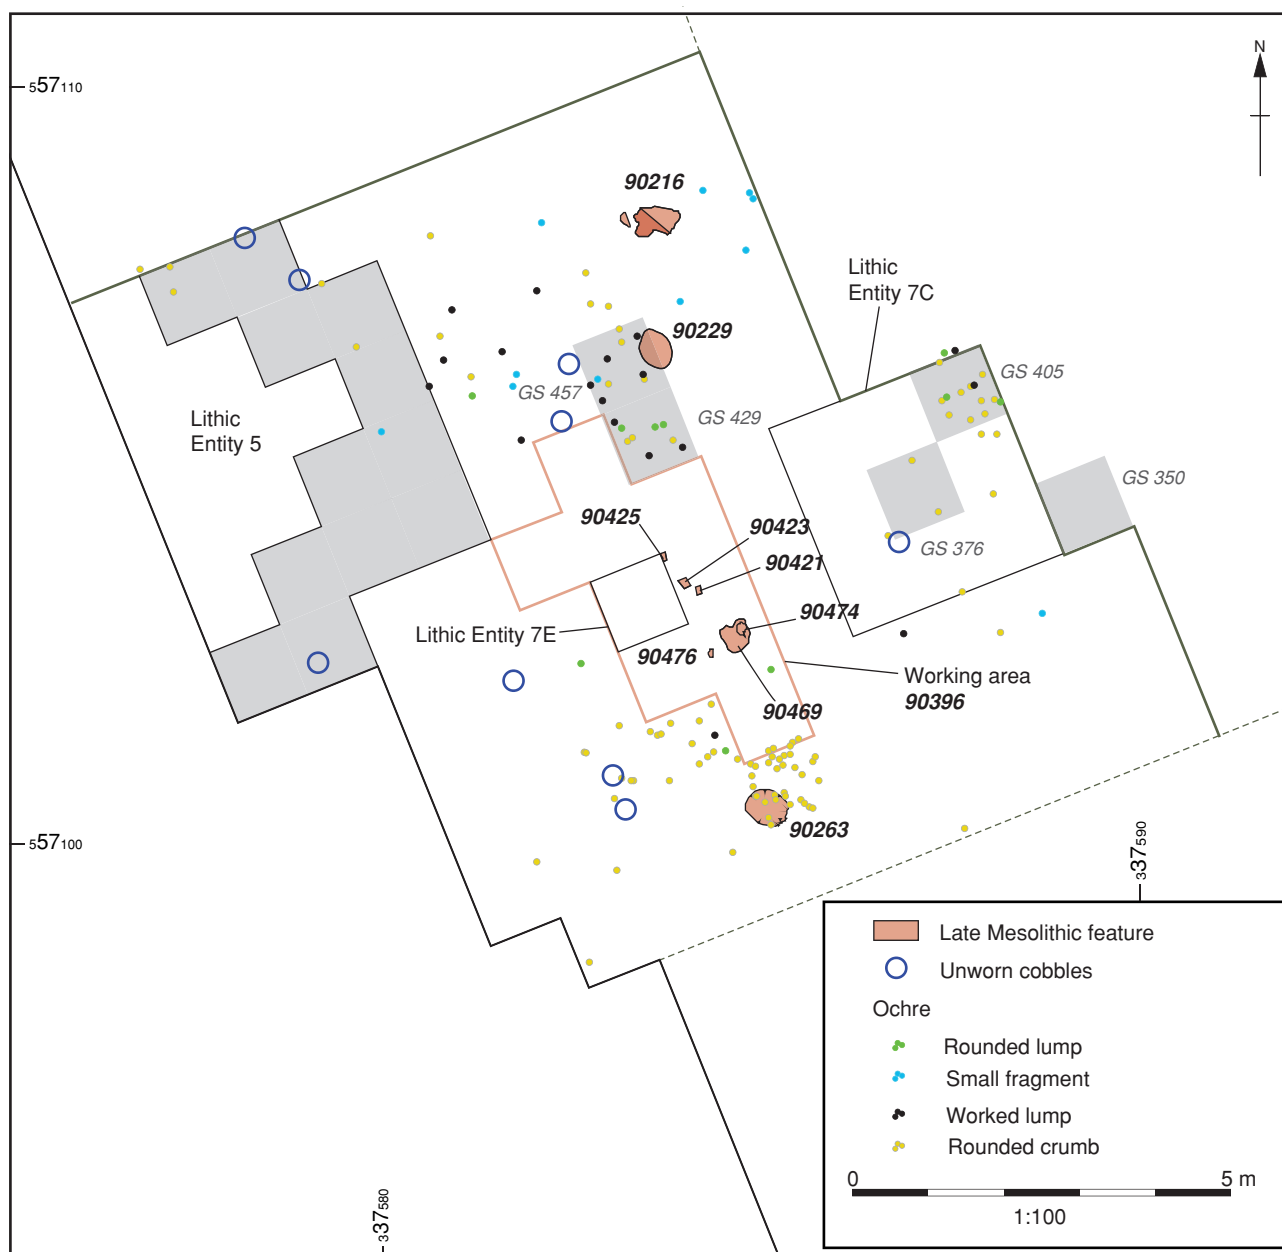 N
557110
90216
Lithic
Entity 7C
90229
GS 405
GS 457
Lithic
Entity 5
GS 429
GS 350
90425
90423
GS 376
90421
90474
Lithic Entity 7E
90476
Working area
90396
90469
90263
557100
337590
337580
Late Mesolithic feature
Unworn cobbles
Ochre
Rounded lump
Small fragment
Worked lump
Rounded crumb
0 5 m
1:100